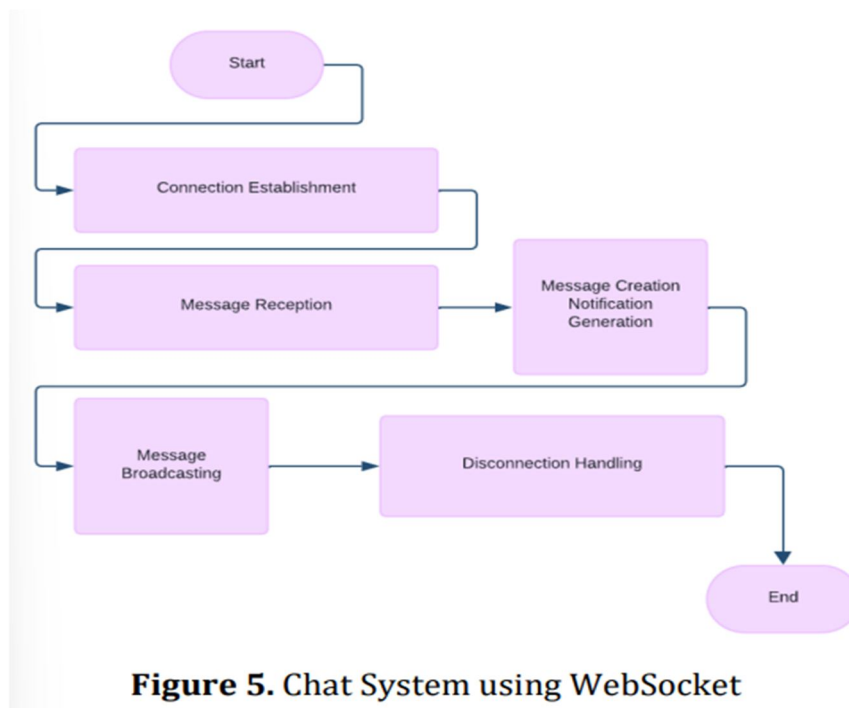 Start
Connection Establishment
Message Reception
Message Creation
Notification
Generation
Message
Broadcasting
Disconnection Handling
End
Figure 5. Chat System using WebSocket